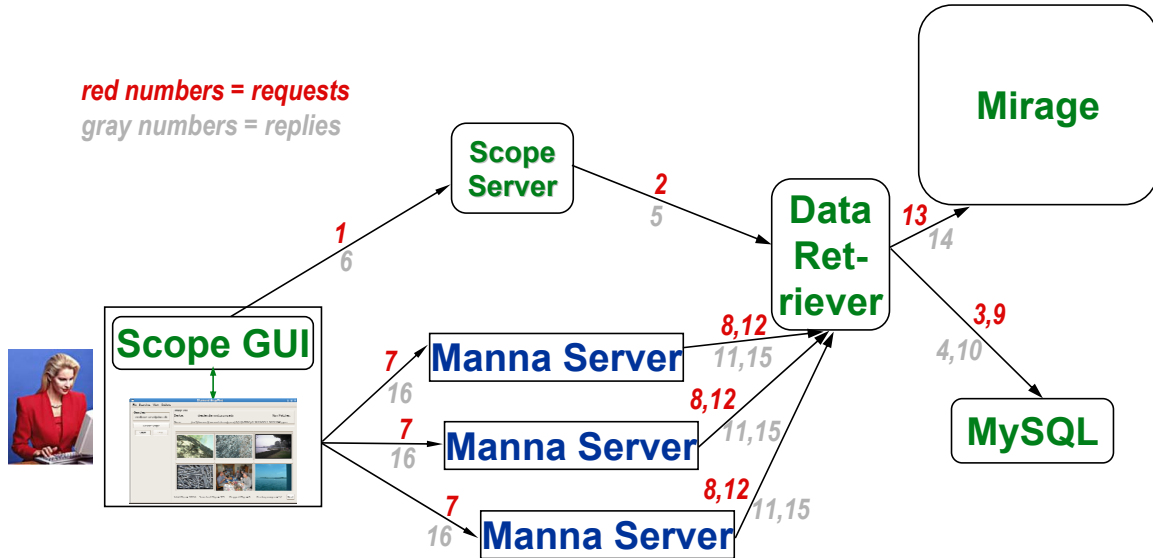 red numbers = requests
gray numbers = replies
Mirage
Scope
Server
2
5
Data
Ret-
riever
13
14
1
6
3,9
4,10
Scope GUI
7
16
Manna Server
8,12
11,15
7
16
Manna Server
8,12
11,15
MySQL
7
16
Manna Server
8,12
11,15